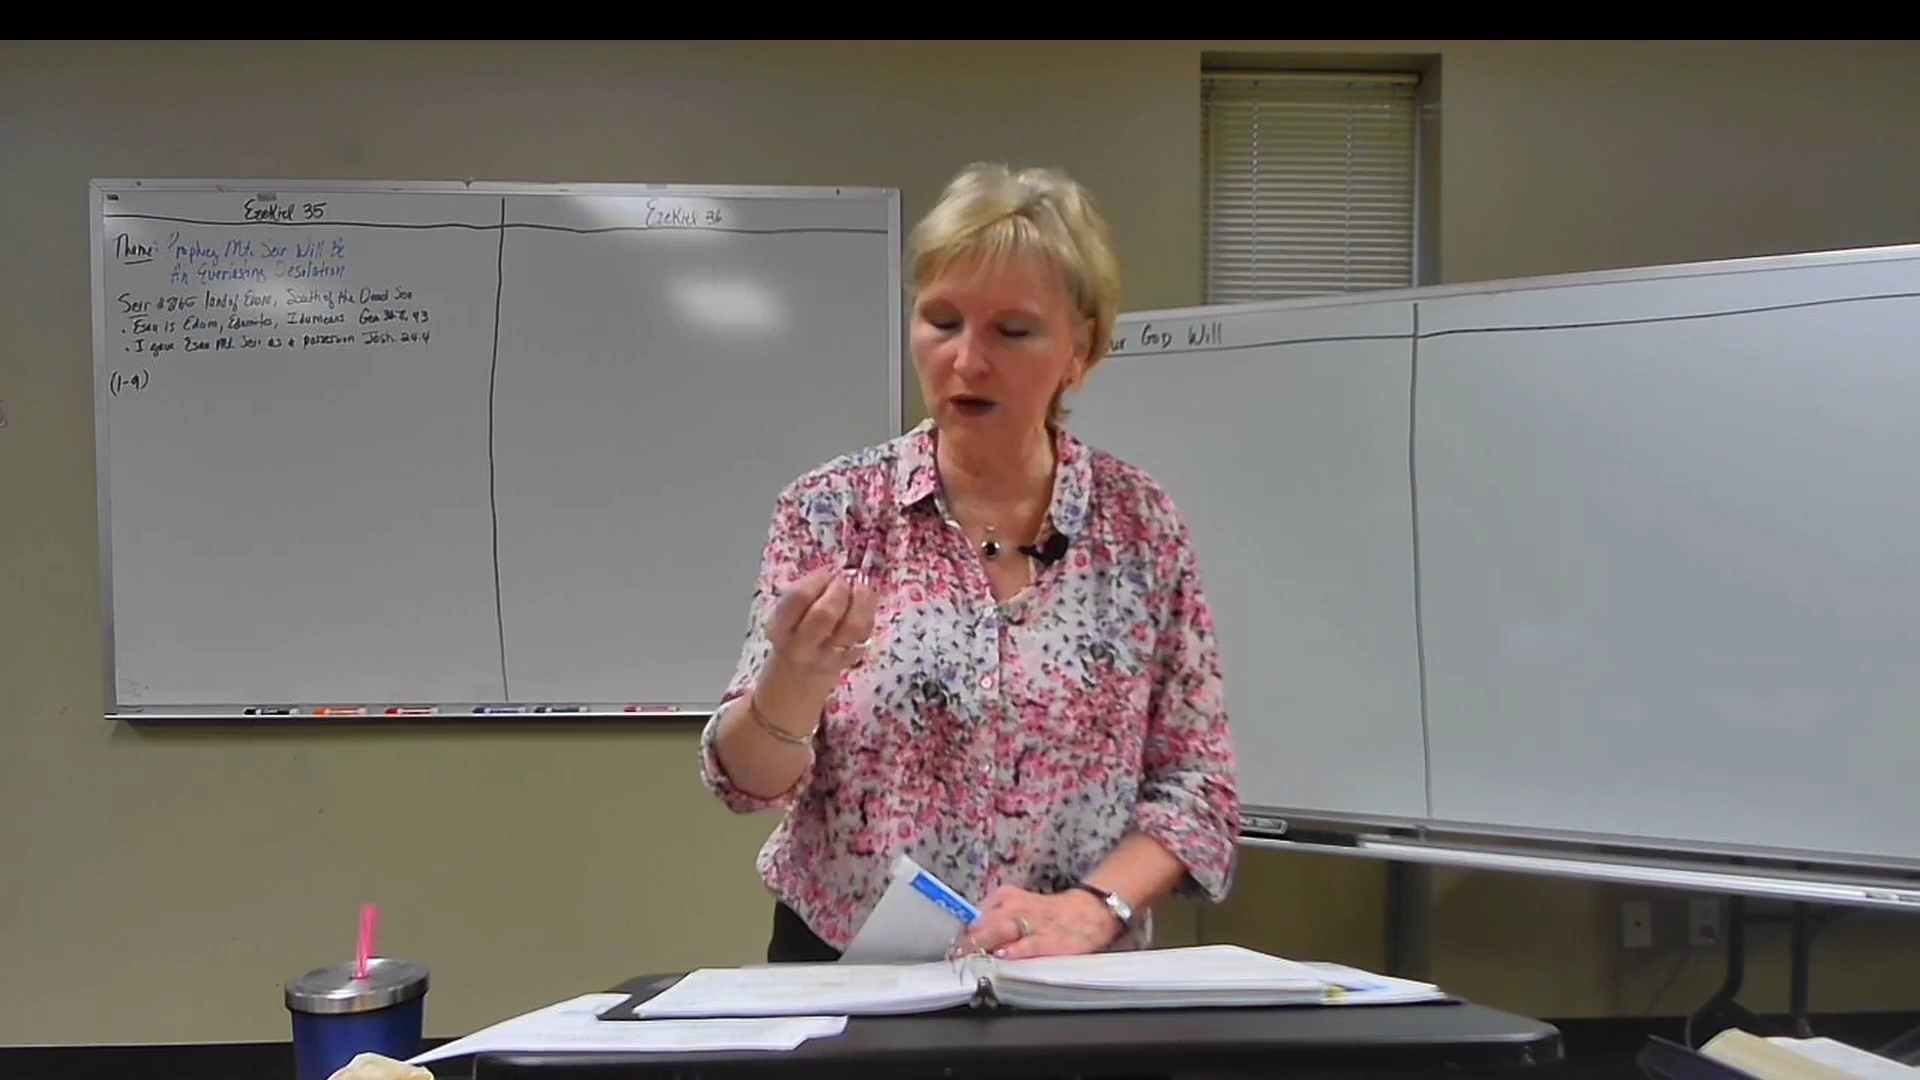 Ezekiel 35
Ezekiel 36
Theme: Prophecy Mt. Seir Will Be
An Everlasting Desolation
Seir land of Edom, South of the Dead Sea
• Esau is Edom, Edomites, Idumeans Gen 43
• I gave Esau Mt. Seir as a possession Josh. 24:4
(1-9)
ur GOD Will